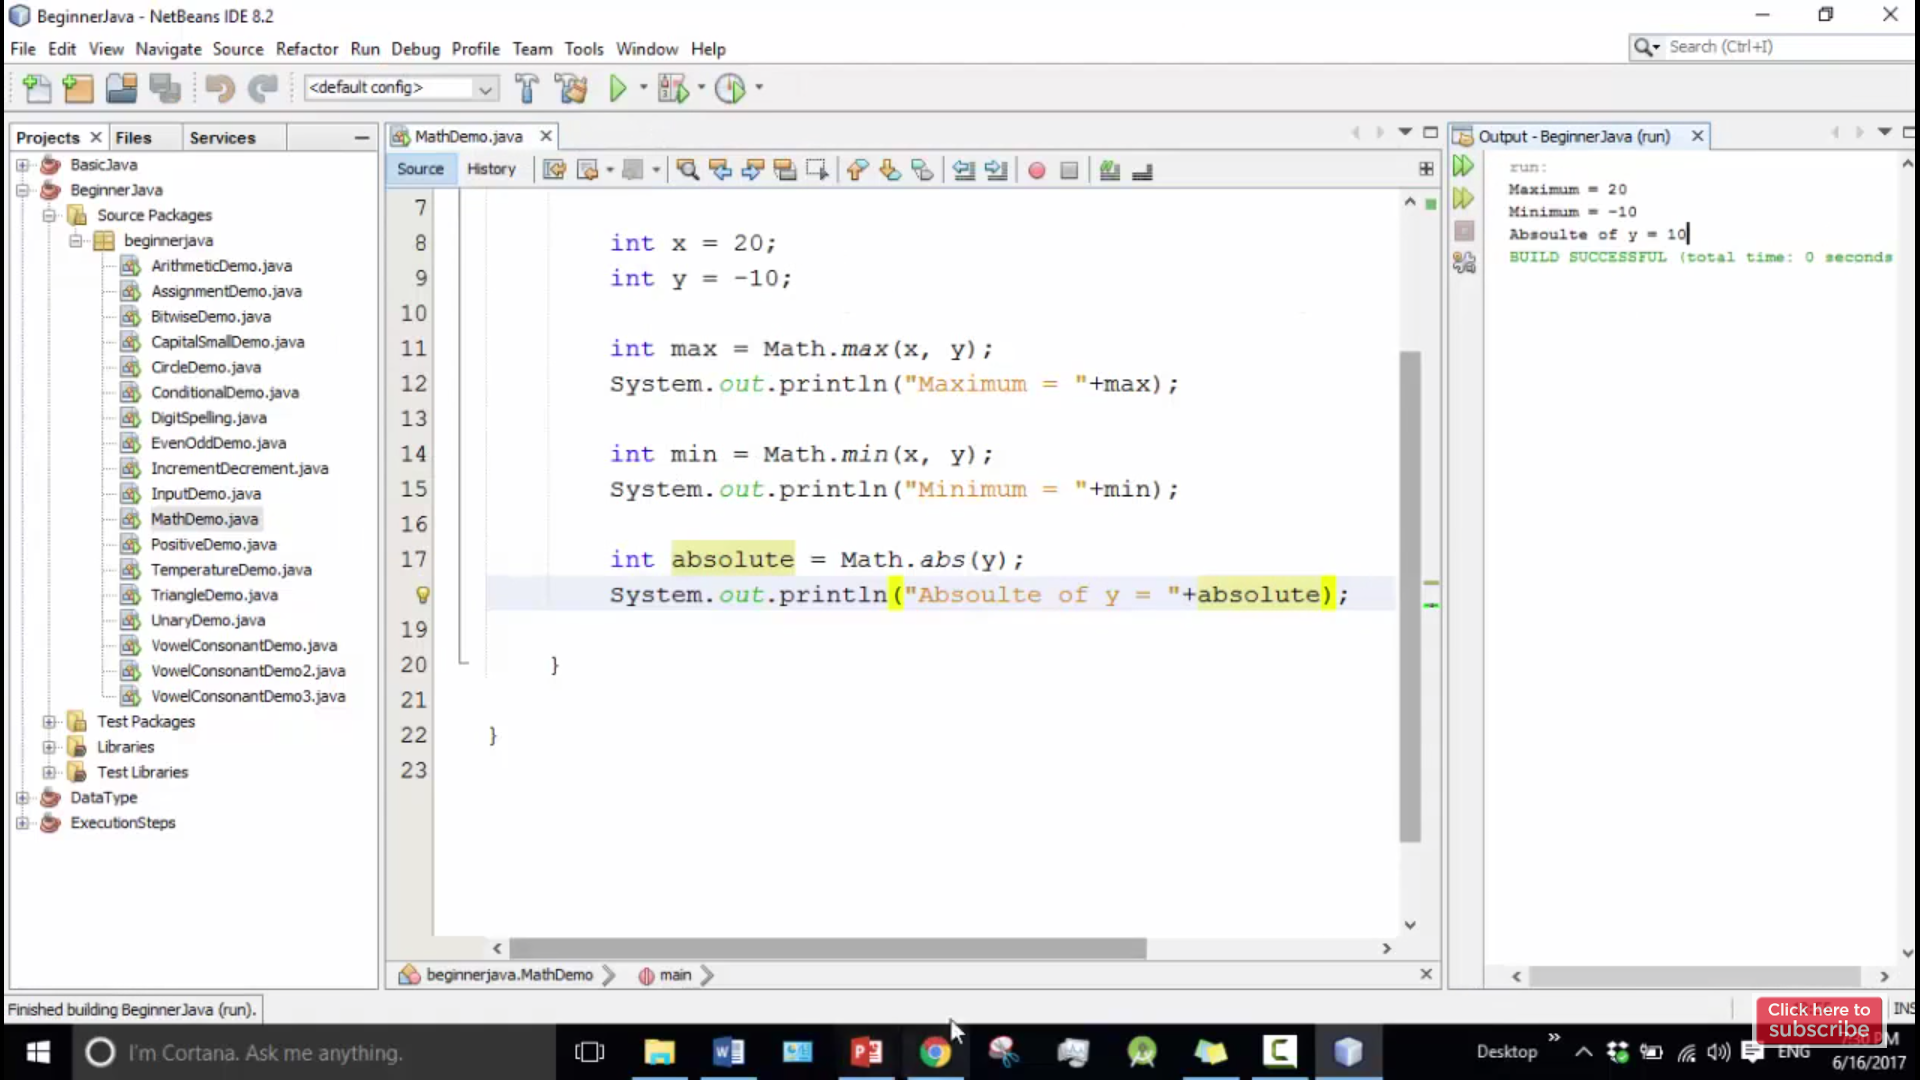 BeginnerJava - NetBeans IDE 8.2
File Edit View Navigate Source Refactor Run Debug Profile Team Tools Window Help
Search (Ctrl+I)
<default config>
Projects Files Services
BasicJava
BeginnerJava
Source Packages
beginnerjava
ArithmeticDemo.java
AssignmentDemo.java
BitwiseDemo.java
CapitalSmallDemo.java
CircleDemo.java
ConditionalDemo.java
DigitSpelling.java
EvenOddDemo.java
IncrementDecrement.java
InputDemo.java
MathDemo.java
PositiveDemo.java
TemperatureDemo.java
TriangleDemo.java
UnaryDemo.java
VowelConsonantDemo.java
VowelConsonantDemo2.java
VowelConsonantDemo3.java
Test Packages
Libraries
Test Libraries
DataType
ExecutionSteps
MathDemo.java
Source History
7
8 int x = 20;
9 int y = -10;
10
11 int max = Math.max(x, y);
12 System.out.println("Maximum = "+max);
13
14 int min = Math.min(x, y);
15 System.out.println("Minimum = "+min);
16
17 int absolute = Math.abs(y);
System.out.println("Absoulte of y = "+absolute);
19
20 }
21
22 }
23
beginnerjava.MathDemo main
Output - BeginnerJava (run)
run:
Maximum = 20
Minimum = -10
Absoulte of y = 10
BUILD SUCCESSFUL (total time: 0 seconds
Finished building BeginnerJava (run).
INS
Click here to
subscribe
I'm Cortana. Ask me anything.
Desktop
ENG
6/16/2017